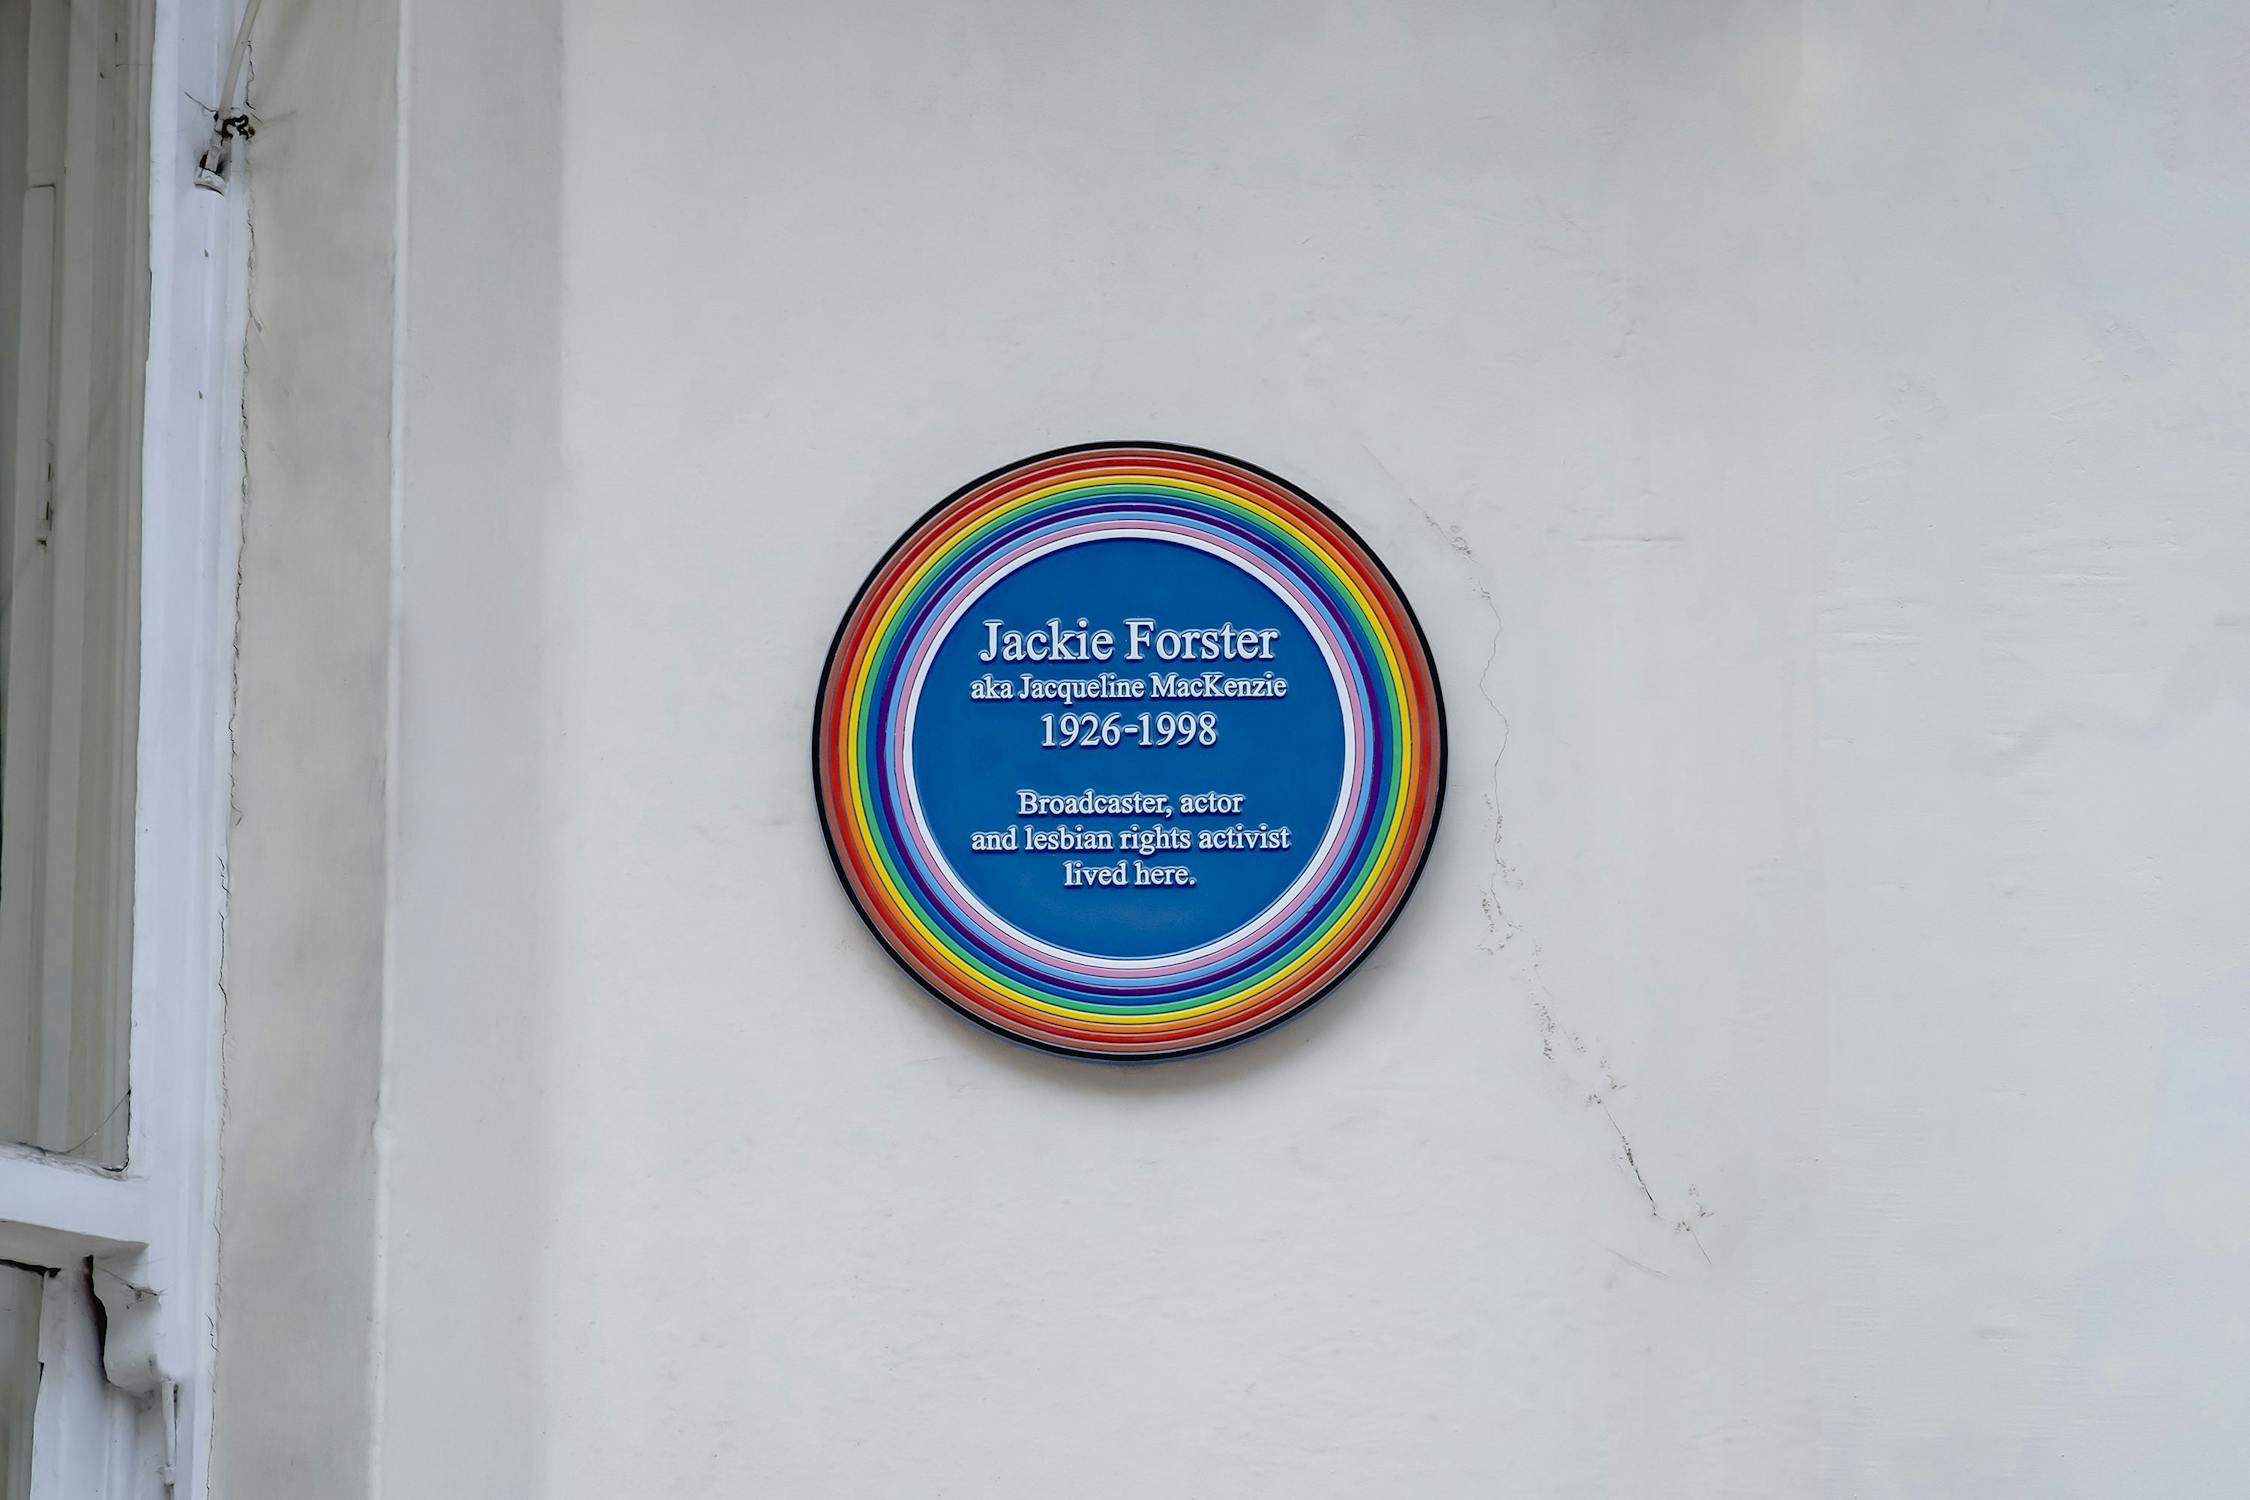 Jackie Forster
aka Jacqueline MacKenzie
1926-1998
Broadcaster, actor
and lesbian rights activist
lived here.